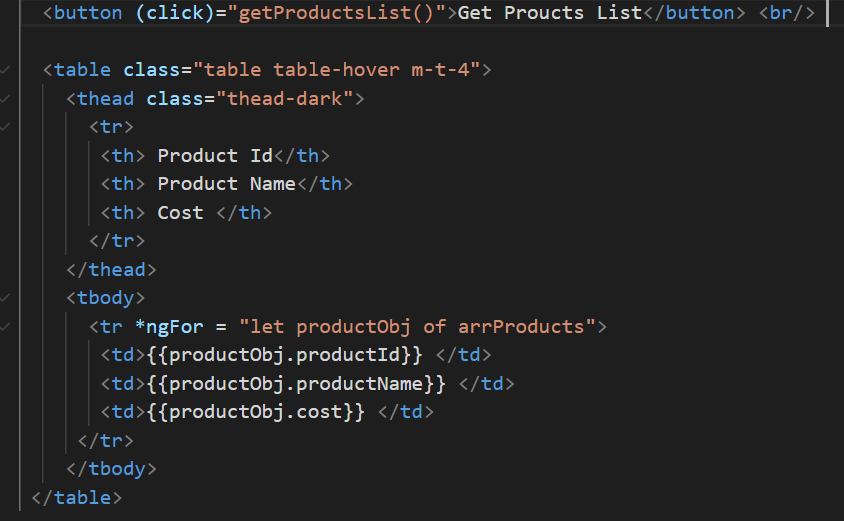 <button (click)="getProductsList()">Get Proucts List</button> <br/>
<table class="table table-hover m-t-4">
<thead class="thead-dark">
<tr>
<th> Product Id</th>
<th> Product Name</th>
<th> Cost </th>
</tr>
</thead>
<tbody>
<tr *ngFor = "let productObj of arrProducts">
<td>{{productObj.productId}} </td>
<td>{{productObj.productName}} </td>
<td>{{productObj.cost}} </td>
</tr>
</tbody>
</table>